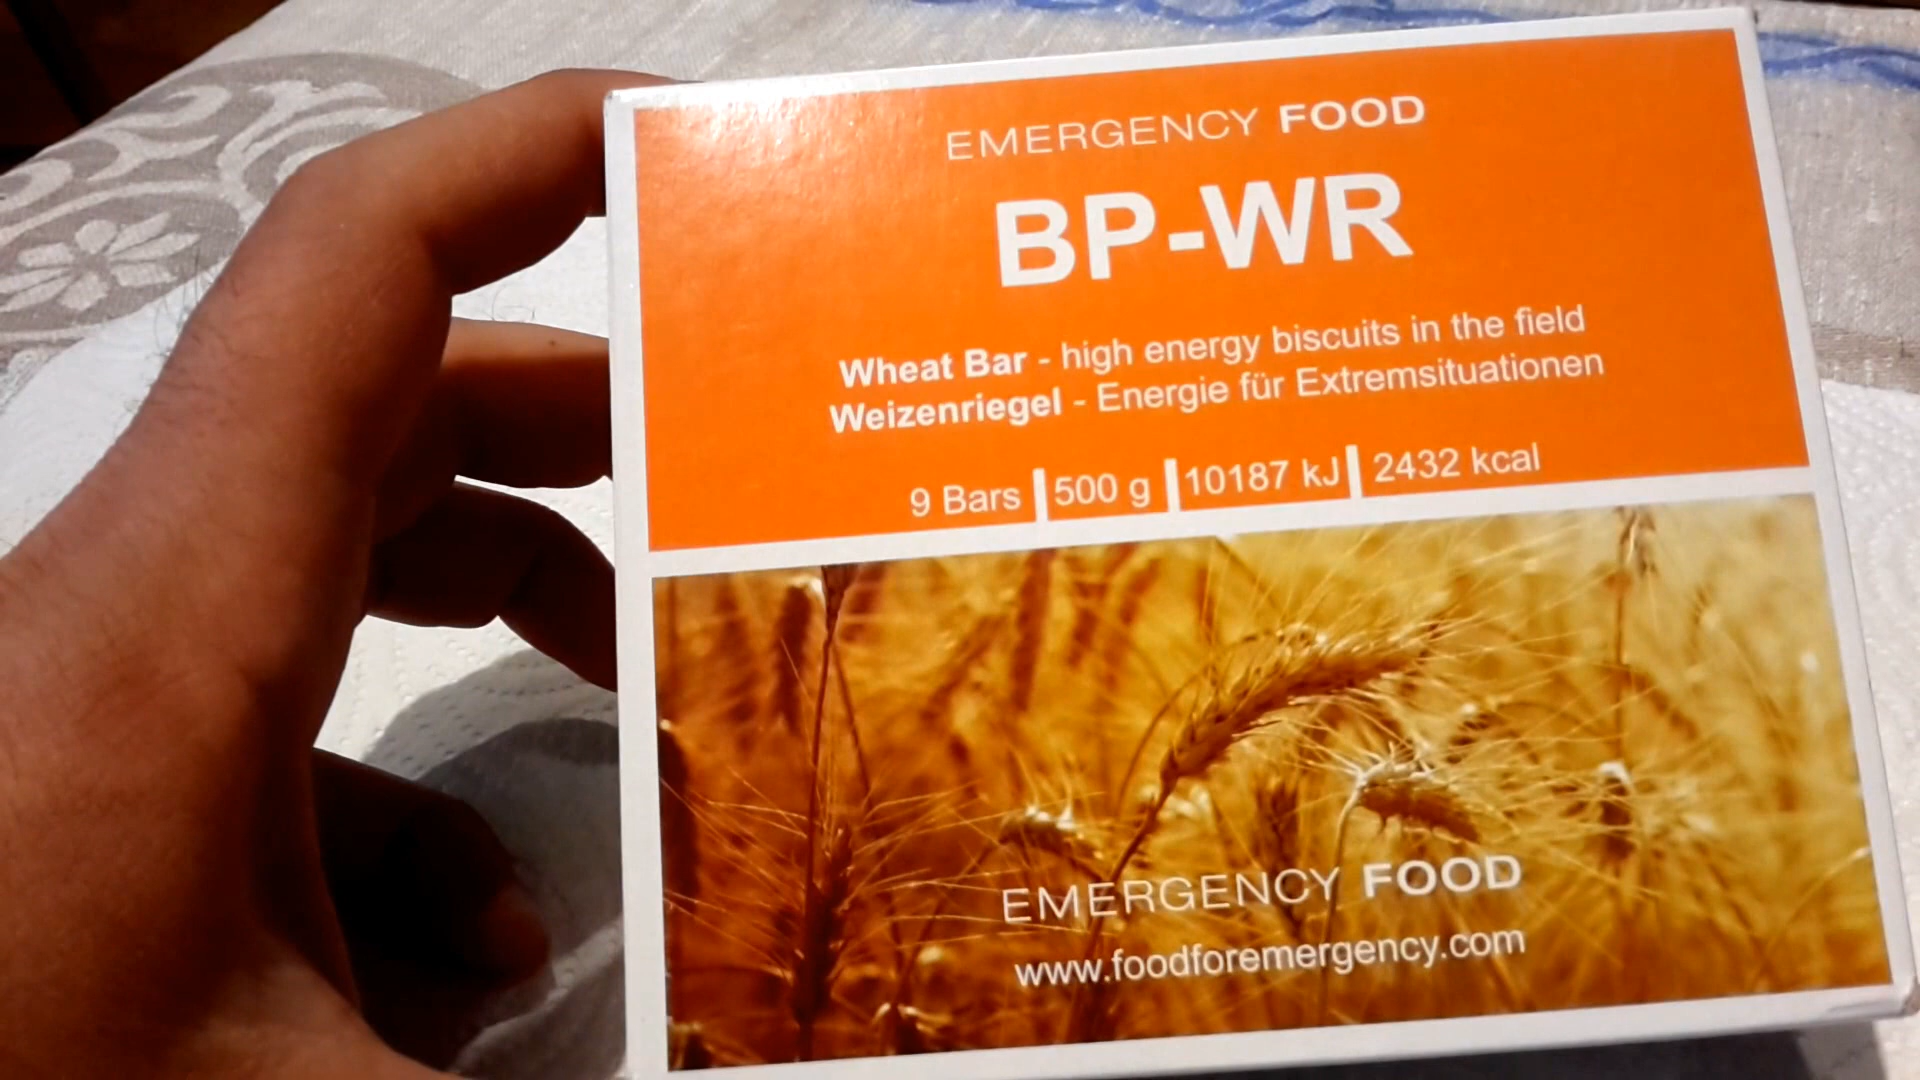 EMERGENCY FOOD
BP-WR
Wheat Bar - high energy biscuits in the field
Weizenriegel - Energie für Extremsituationen
9 Bars | 500 g | 10187 kJ | 2432 kcal
EMERGENCY FOOD
www.foodforemergency.com